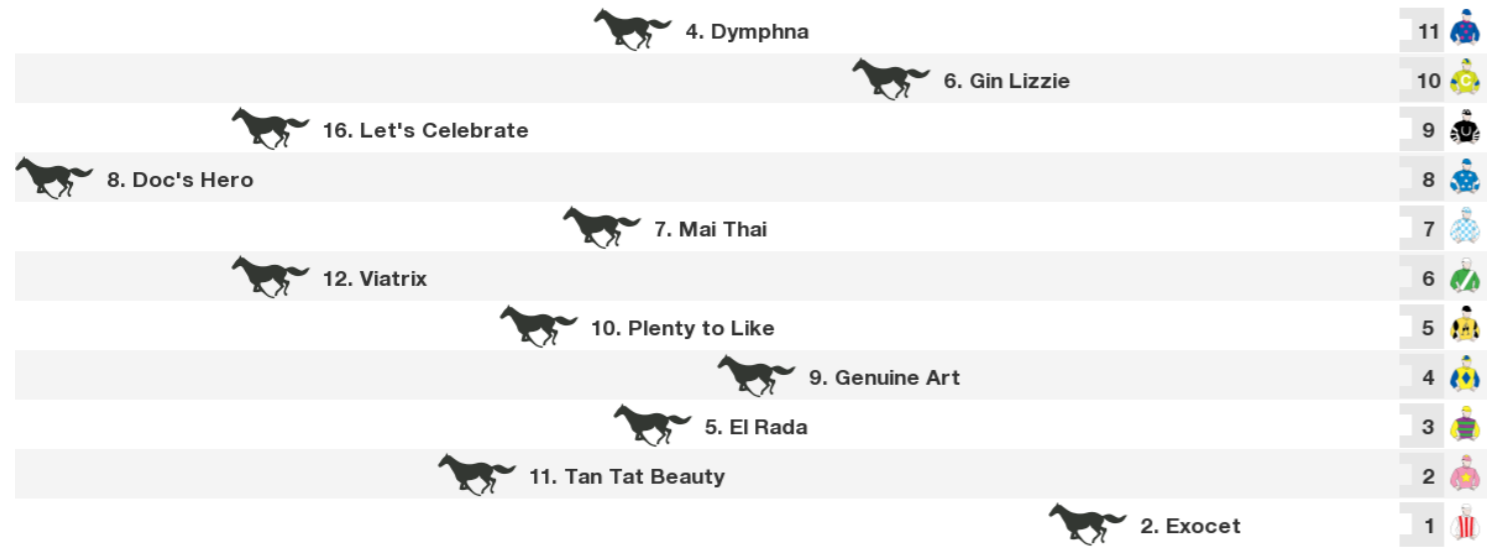 4. Dymphna 11
6. Gin Lizzie 10 C
16. Let's Celebrate 9
8. Doc's Hero 8
7. Mai Thai 7
12. Viatrix 6
10. Plenty to Like 5
9. Genuine Art 4
5. El Rada 3
11. Tan Tat Beauty 2
2. Exocet 1